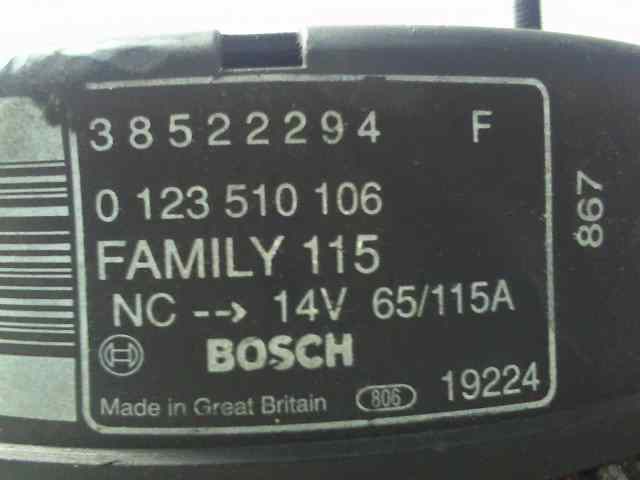 38522294 F
0 123 510 106
FAMILY 115
NC --> 14V 65/115A
BOSCH
Made in Great Britain 806 19224
867